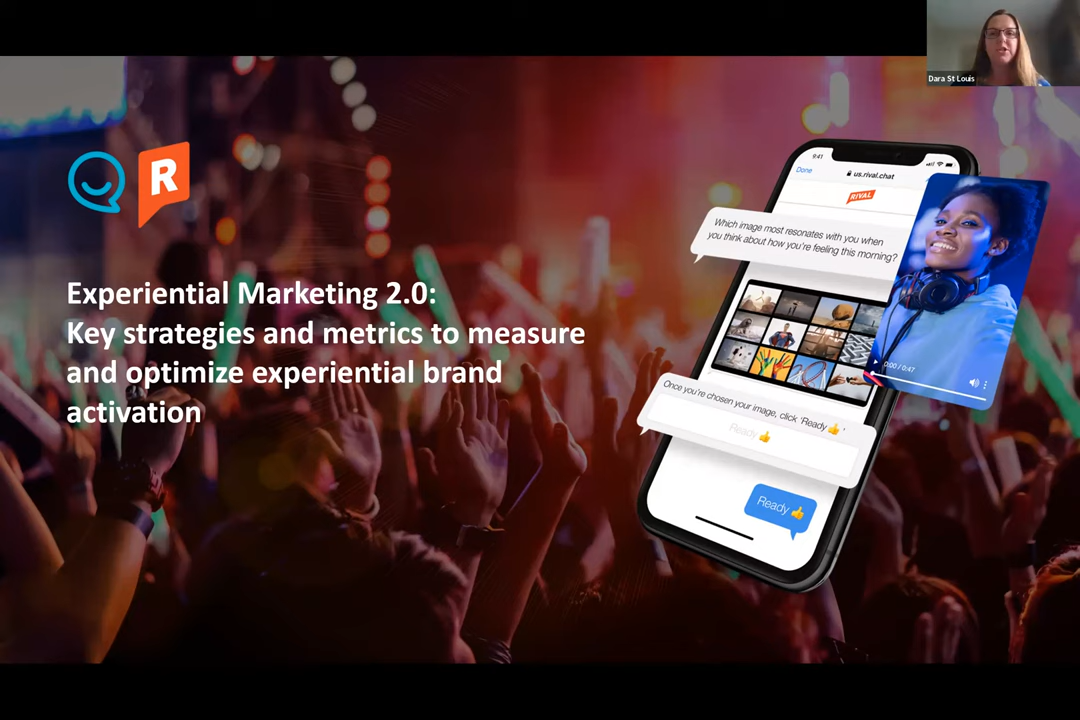 Dara St Louis
R
Experiential Marketing 2.0:
Key strategies and metrics to measure
and optimize experiential brand
activation
9:41
Done
us.rival.chat
RIVAL
Which image most resonates with you when
you think about how you're feeling this morning?
0:00 / 0:47
Once you're chosen your image, click 'Ready👍'
Ready👍
Ready👍